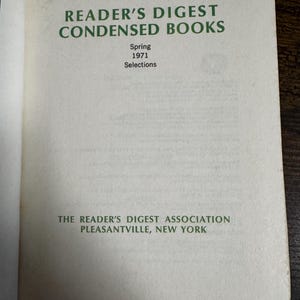 READER'S DIGEST
CONDENSED BOOKS
Spring
1971
Selections
THE READER'S DIGEST ASSOCIATION
PLEASANTVILLE, NEW YORK